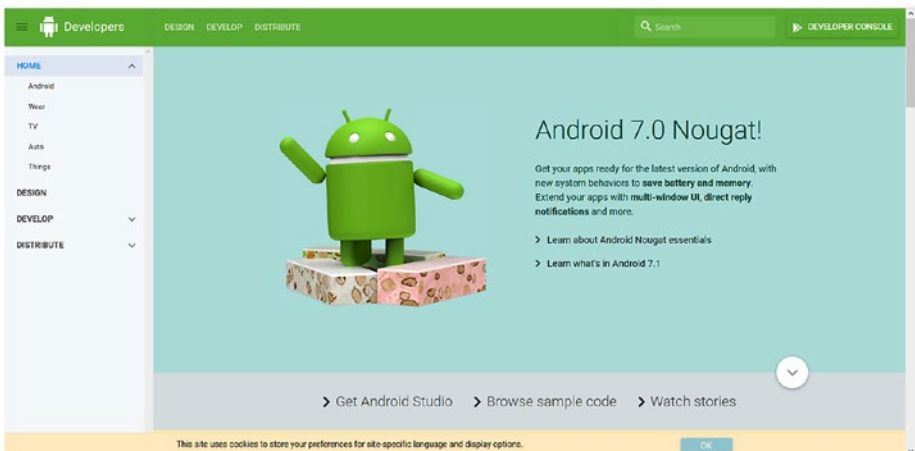 Developers
DESIGN DEVELOP DISTRIBUTE
Search
DEVELOPER CONSOLE
HOME
Android
Wear
TV
Auto
Things
DESIGN
DEVELOP
DISTRIBUTE
Android 7.0 Nougat!
Get your apps ready for the latest version of Android, with
new system behaviors to save battery and memory.
Extend your apps with multi-window UI, direct reply
notifications and more.
Learn about Android Nougat essentials
Learn what's in Android 7.1
Get Android Studio
Browse sample code
Watch stories
This site uses cookies to store your preferences for site-specific language and display options.
OK